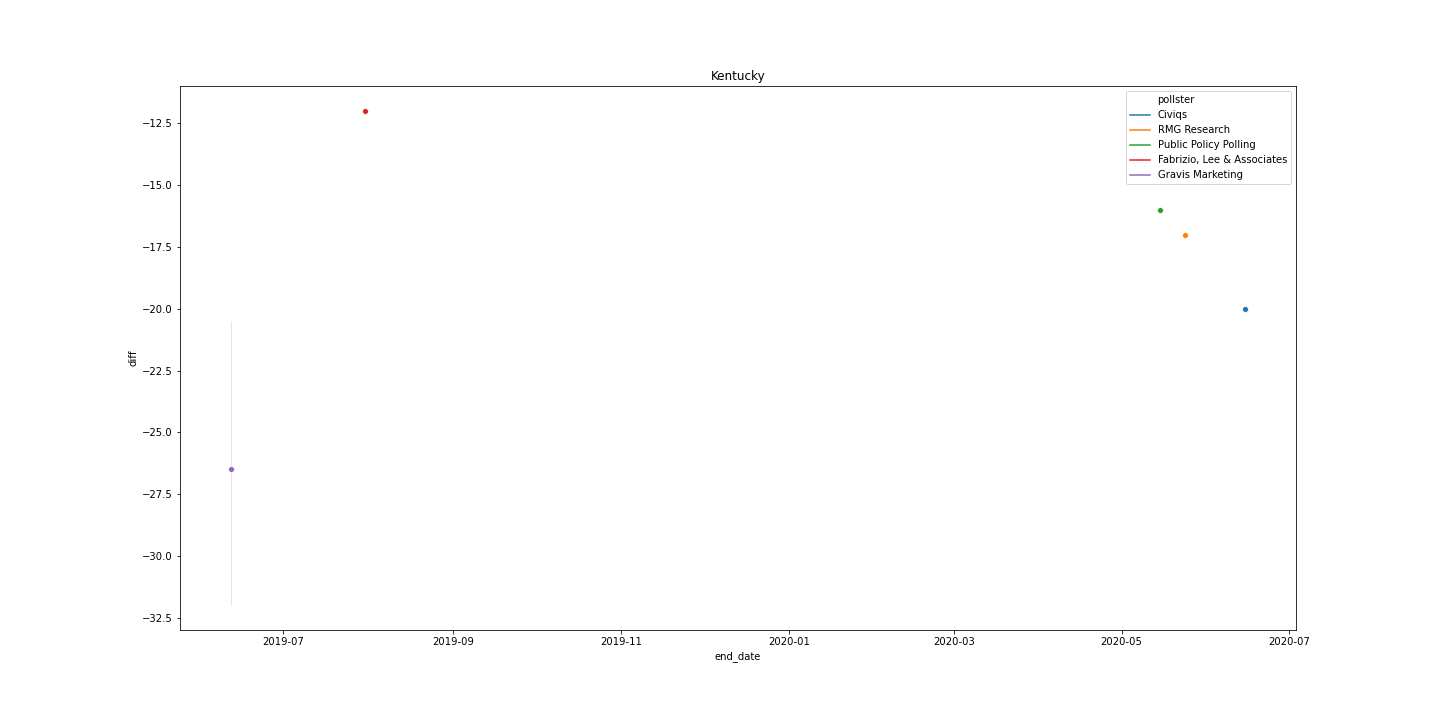 Kentucky
pollster
Civiqs
RMG Research
Public Policy Polling
Fabrizio, Lee & Associates
Gravis Marketing
−12.5
−15.0
−17.5
−20.0
−22.5
−25.0
−27.5
−30.0
−32.5
diff
2019-07 2019-09 2019-11 2020-01 2020-03 2020-05 2020-07
end_date